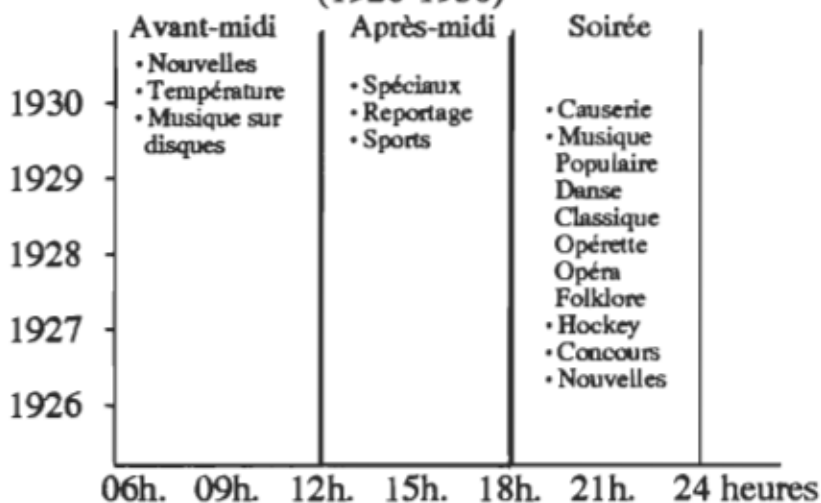 Avant-midi Après-midi Soirée
• Nouvelles
• Température
• Musique sur
disques
• Spéciaux
• Reportage
• Sports
• Causerie
• Musique
Populaire
Danse
Classique
Opérette
Opéra
Folklore
• Hockey
• Concours
• Nouvelles
1930
1929
1928
1927
1926
06h. 09h. 12h. 15h. 18h. 21h. 24 heures